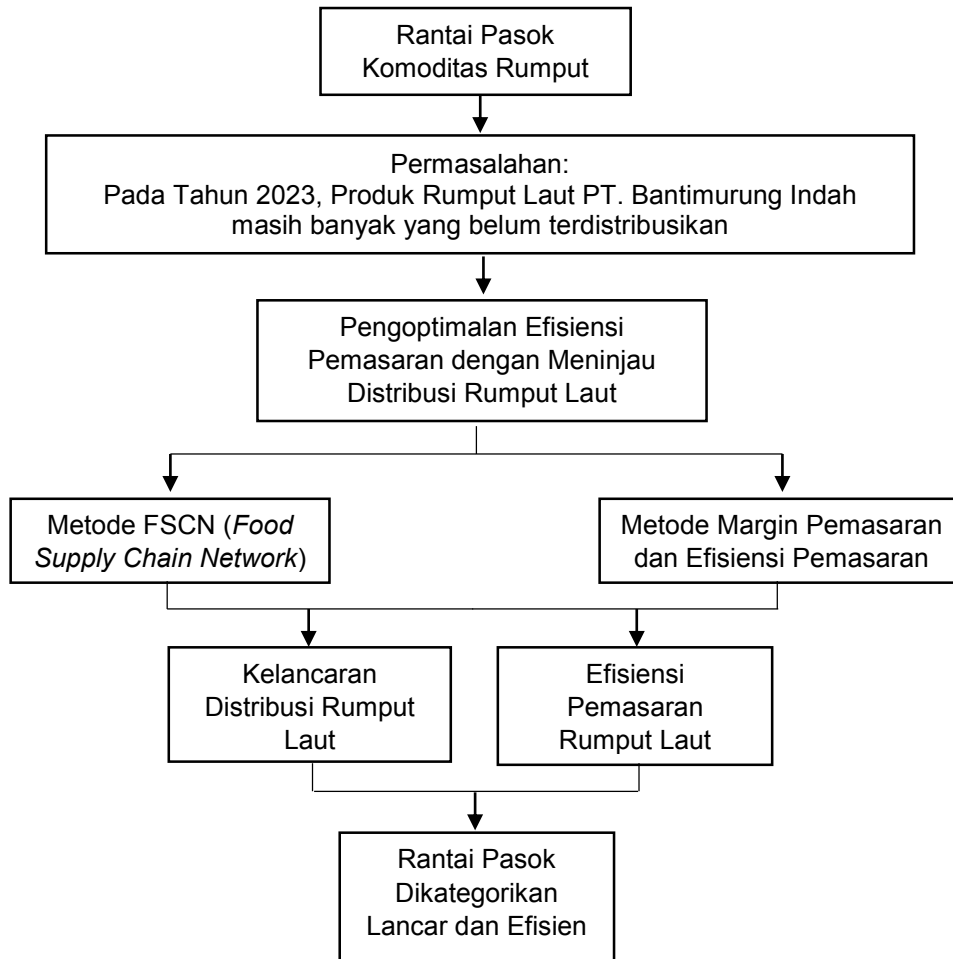 Rantai Pasok
Komoditas Rumput
Permasalahan:
Pada Tahun 2023, Produk Rumput Laut PT. Bantimurung Indah
masih banyak yang belum terdistribusikan
Pengoptimalan Efisiensi
Pemasaran dengan Meninjau
Distribusi Rumput Laut
Metode FSCN (Food
Supply Chain Network)
Metode Margin Pemasaran
dan Efisiensi Pemasaran
Kelancaran
Distribusi Rumput
Laut
Efisiensi
Pemasaran
Rumput Laut
Rantai Pasok
Dikategorikan
Lancar dan Efisien